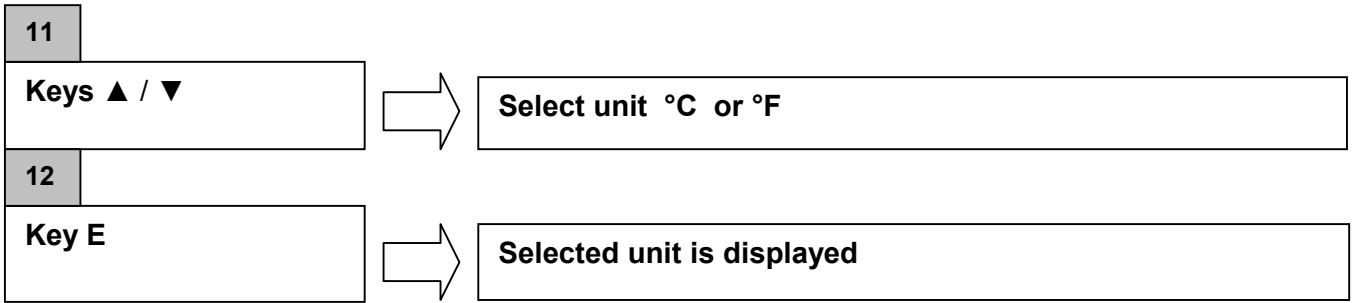 11
Keys ▲ / ▼
Select unit °C or °F
12
Key E
Selected unit is displayed